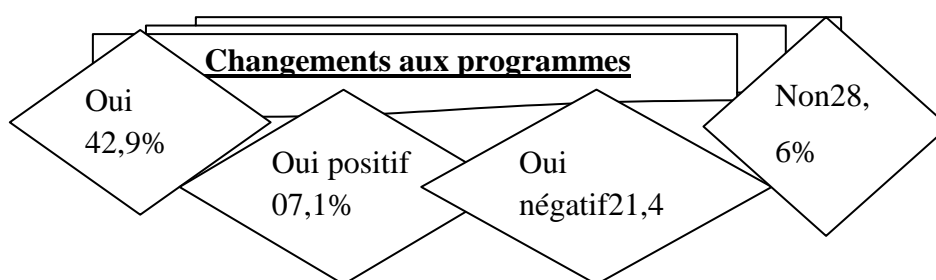 Changements aux programmes
Oui
42,9%
Oui positif
07,1%
Oui
négatif21,4
Non28,
6%